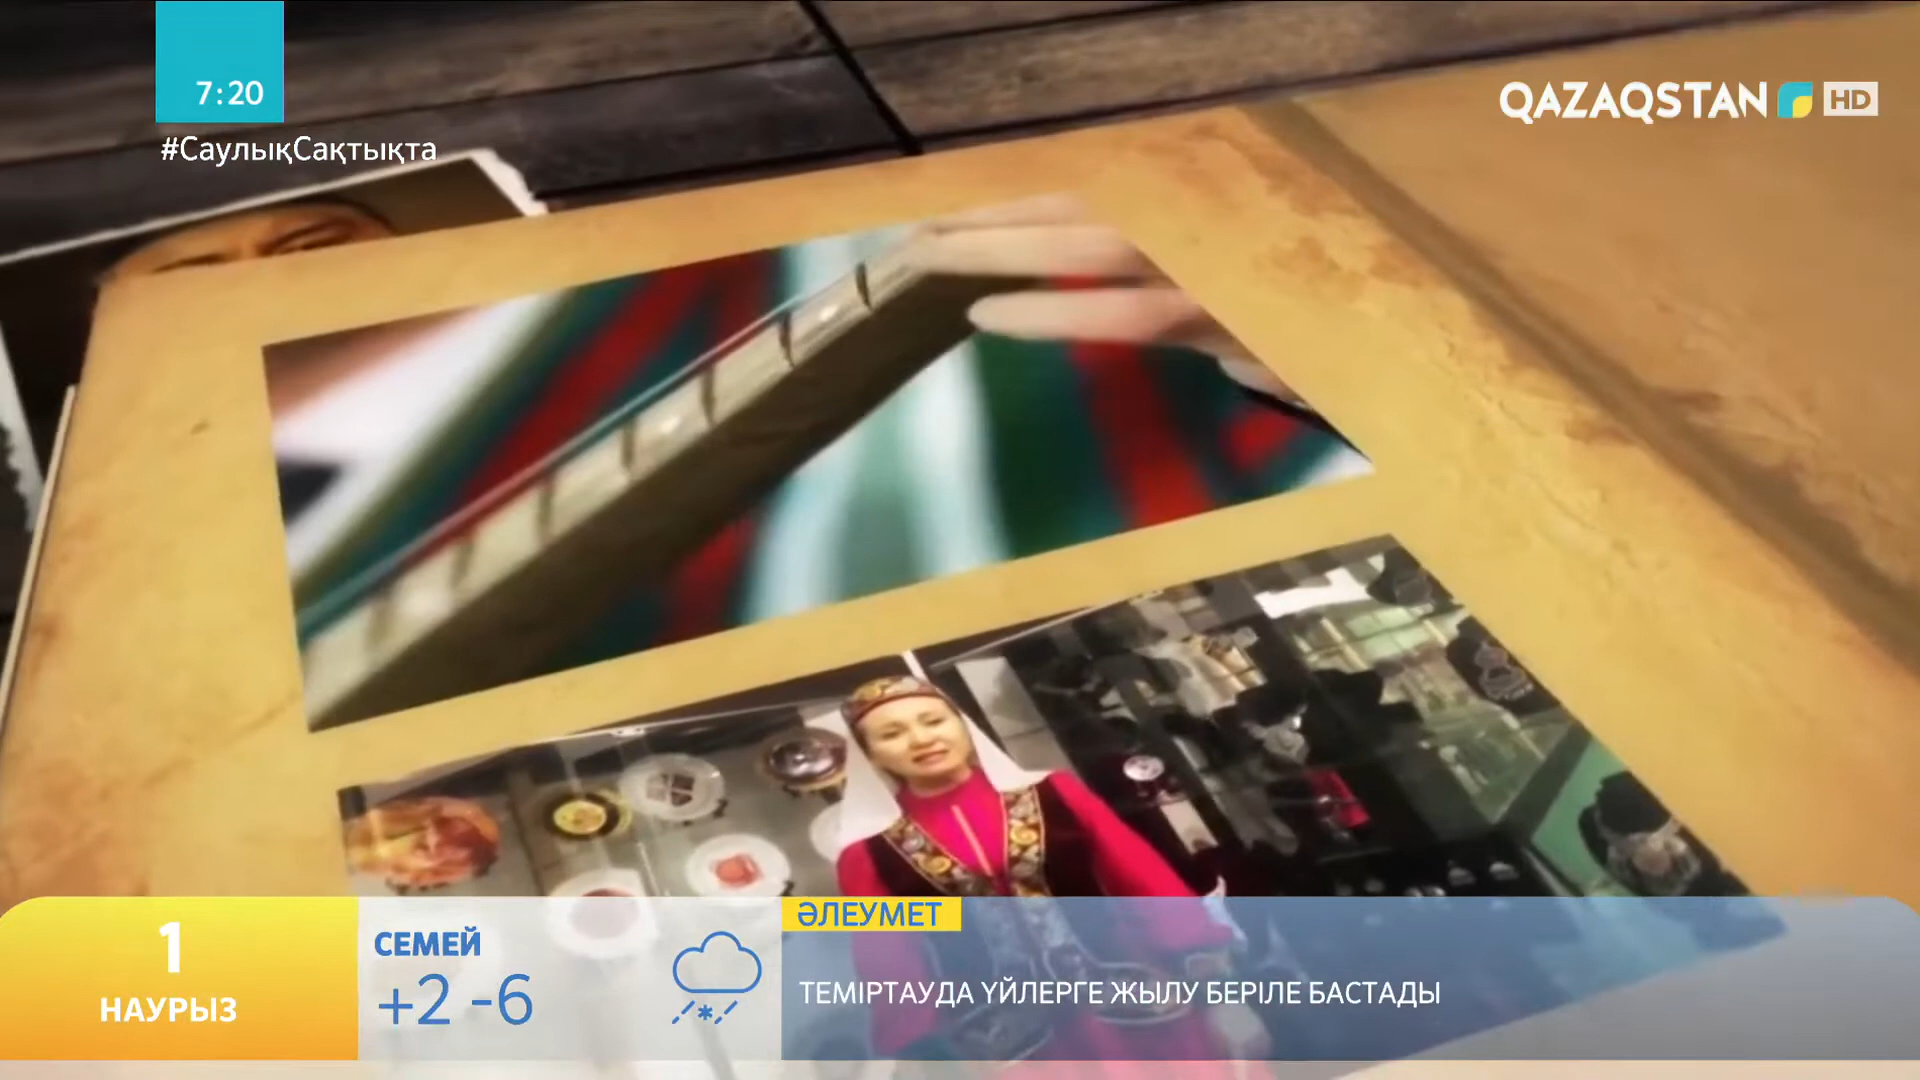 7:20
#СаулықСақтықта
QAZAQSTAN HD
1
НАУРЫЗ
СЕМЕЙ
+2 -6
ӘЛЕУМЕТ
ТЕМІРТАУДА ҮЙЛЕРГЕ ЖЫЛУ БЕРІЛЕ БАСТАДЫ